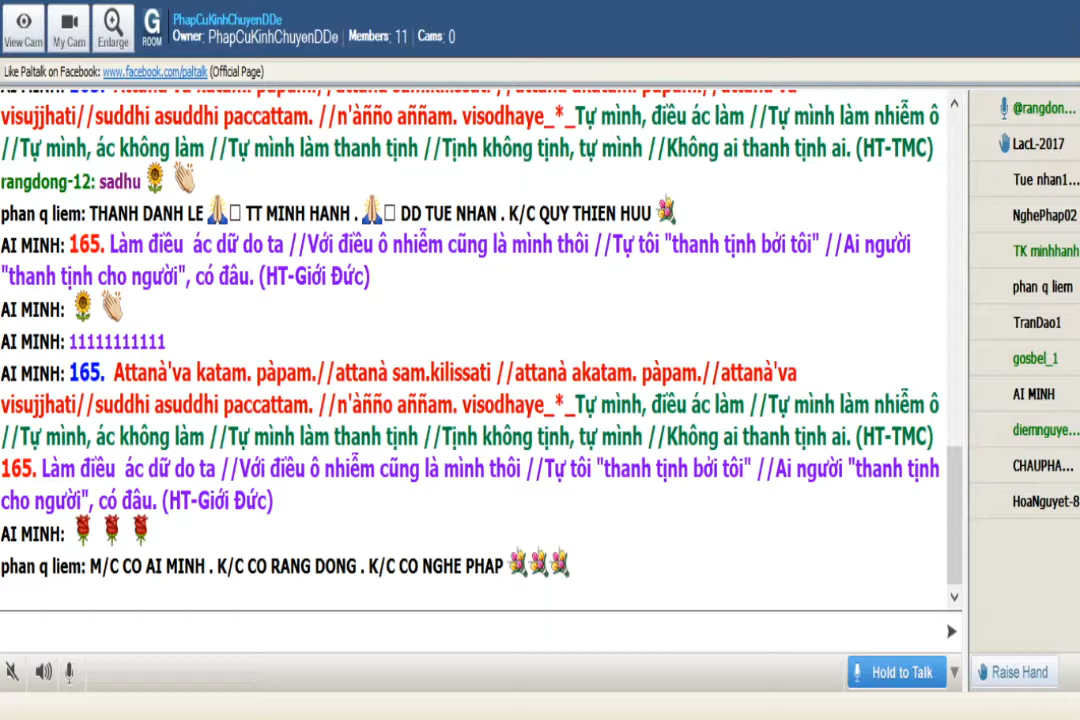 PhapCuKinhChuyenDDe
Owner: PhapCuKinhChuyenDDe | Members: 11 | Cams: 0
View Cam
My Cam
Enlarge
G
ROOM
Like Paltalk on Facebook: www.facebook.com/paltalk (Official Page)
visujjhati//suddhi asuddhi paccattam. //n'àñño aññam. visodhaye_*_Tự mình, điều ác làm //Tự mình làm nhiễm ô
//Tự mình, ác không làm //Tự mình làm thanh tịnh //Tịnh không tịnh, tự mình //Không ai thanh tịnh ai. (HT-TMC)
rangdong-12: sadhu
phan q liem: THANH DANH LE TT MINH HANH . DD TUE NHAN . K/C QUY THIEN HUU
AI MINH: 165. Làm điều ác dữ do ta //Với điều ô nhiễm cũng là mình thôi //Tự tôi "thanh tịnh bởi tôi" //Ai người
"thanh tịnh cho người", có đâu. (HT-Giới Đức)
AI MINH:
AI MINH: 11111111111
AI MINH: 165. Attanà'va katam. pàpam.//attanà sam.kilissati //attanà akatam. pàpam.//attanà'va
visujjhati//suddhi asuddhi paccattam. //n'àñño aññam. visodhaye_*_Tự mình, điều ác làm //Tự mình làm nhiễm ô
//Tự mình, ác không làm //Tự mình làm thanh tịnh //Tịnh không tịnh, tự mình //Không ai thanh tịnh ai. (HT-TMC)
165. Làm điều ác dữ do ta //Với điều ô nhiễm cũng là mình thôi //Tự tôi "thanh tịnh bởi tôi" //Ai người "thanh tịnh
cho người", có đâu. (HT-Giới Đức)
AI MINH:
phan q liem: M/C CO AI MINH . K/C CO RANG DONG . K/C CO NGHE PHAP
@rangdon...
LacL-2017
Tue nhan1...
NghePhap02
TK minhhanh
phan q liem
TranDao1
gosbel_1
AI MINH
diemnguye...
CHAUPHA...
HoaNguyet-8
Hold to Talk
Raise Hand